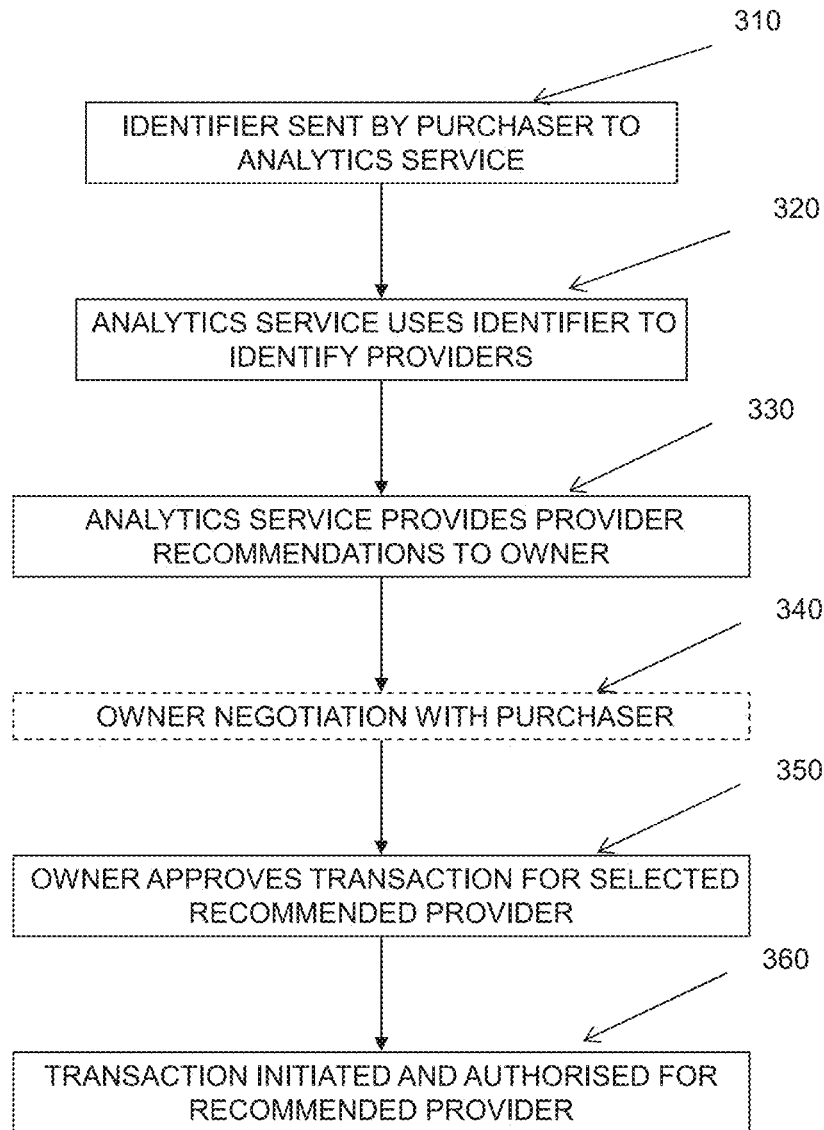 310
IDENTIFIER SENT BY PURCHASER TO
ANALYTICS SERVICE
320
ANALYTICS SERVICE USES IDENTIFIER TO
IDENTIFY PROVIDERS
330
ANALYTICS SERVICE PROVIDES PROVIDER
RECOMMENDATIONS TO OWNER
340
OWNER NEGOTIATION WITH PURCHASER
350
OWNER APPROVES TRANSACTION FOR SELECTED
RECOMMENDED PROVIDER
360
TRANSACTION INITIATED AND AUTHORISED FOR
RECOMMENDED PROVIDER